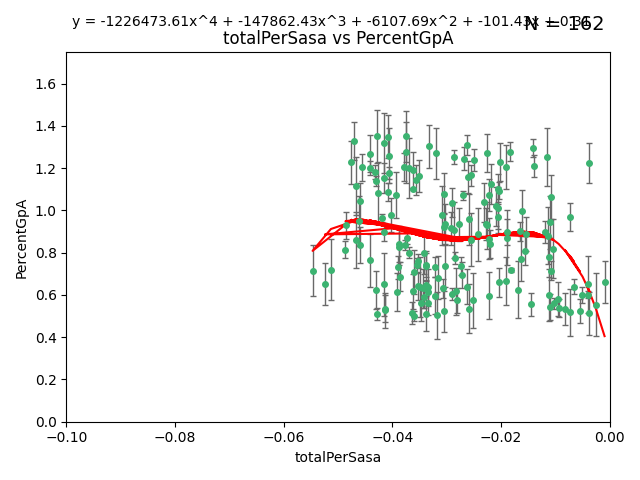 y = -1226473.61x^4 + -147862.43x^3 + -6107.69x^2 + -101.43x
N = 162
totalPerSasa vs PercentGpA
PercentGpA
1.6
1.4
1.2
1.0
0.8
0.6
0.4
0.2
0.0
−0.10 −0.08 −0.06 −0.04 −0.02 0.00
totalPerSasa